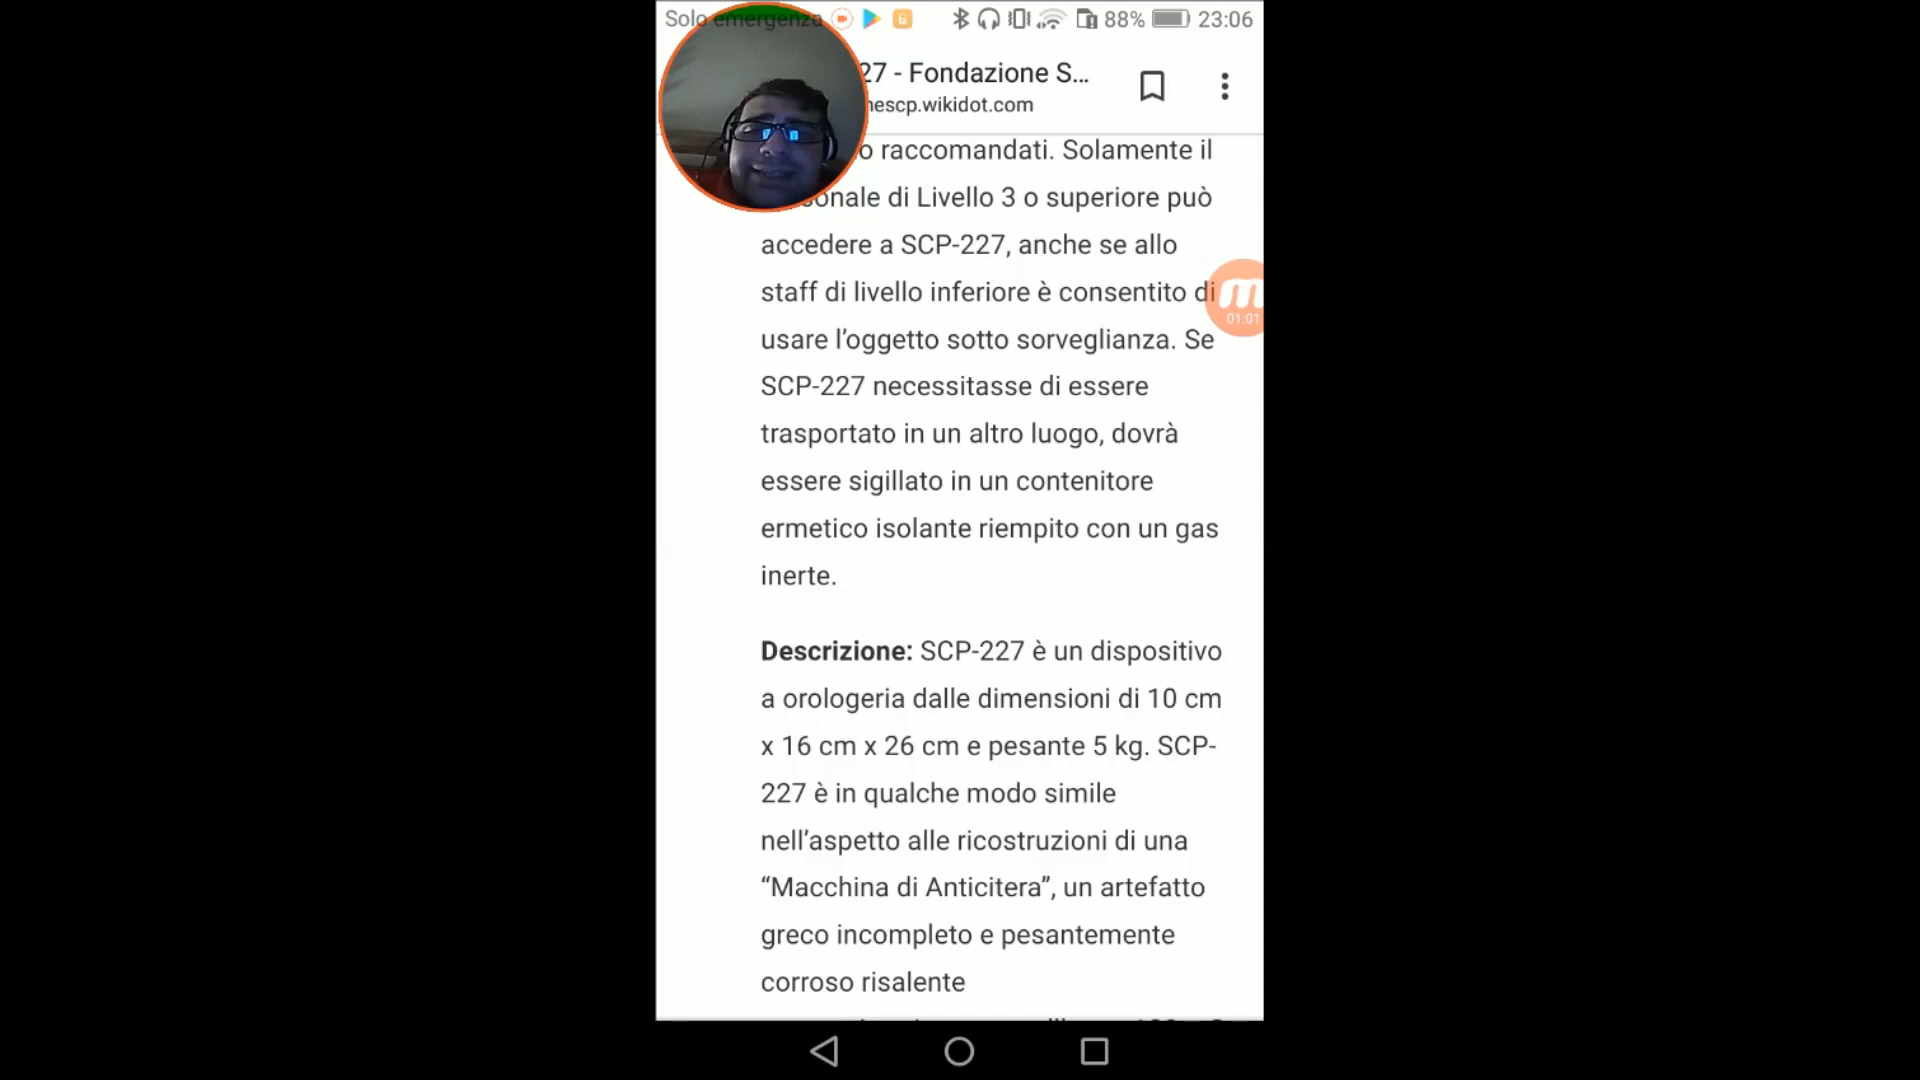 Solo emergenza 88% 23:06
27 - Fondazione S...
escp.wikidot.com
o raccomandati. Solamente il
sonale di Livello 3 o superiore può
accedere a SCP-227, anche se allo
staff di livello inferiore è consentito di
01:01
usare l’oggetto sotto sorveglianza. Se
SCP-227 necessitasse di essere
trasportato in un altro luogo, dovrà
essere sigillato in un contenitore
ermetico isolante riempito con un gas
inerte.
Descrizione: SCP-227 è un dispositivo
a orologeria dalle dimensioni di 10 cm
x 16 cm x 26 cm e pesante 5 kg. SCP-
227 è in qualche modo simile
nell’aspetto alle ricostruzioni di una
“Macchina di Anticitera”, un artefatto
greco incompleto e pesantemente
corroso risalente